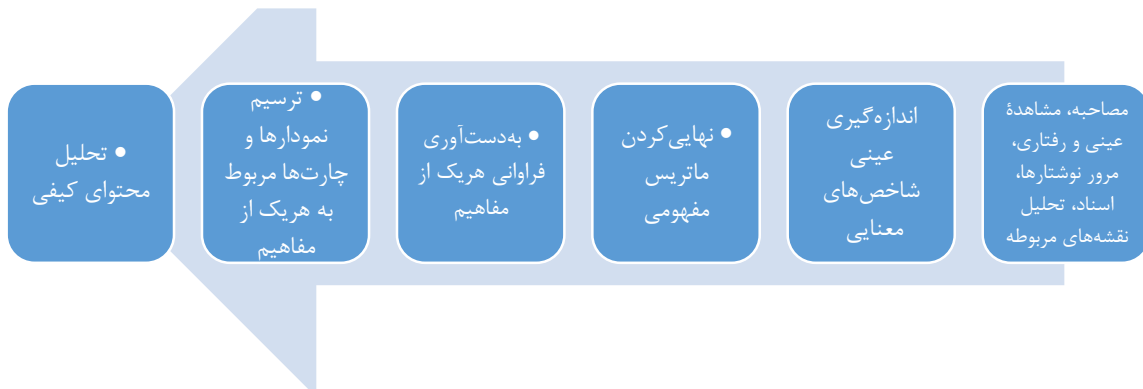 مصاحبه، مشاهدۀ
عینی و رفتاری،
مرور نوشتارها،
اسناد، تحلیل
نقشه‌های مربوطه
اندازه‌گیری
عینی
شاخص‌های
معنایی
• نهایی‌کردن
ماتریس
مفهومی
• به‌دست‌آوری
فراوانی هریک از
مفاهیم
• ترسیم
نمودارها و
چارت‌ها مربوط
به هریک از
مفاهیم
• تحلیل
محتوای کیفی